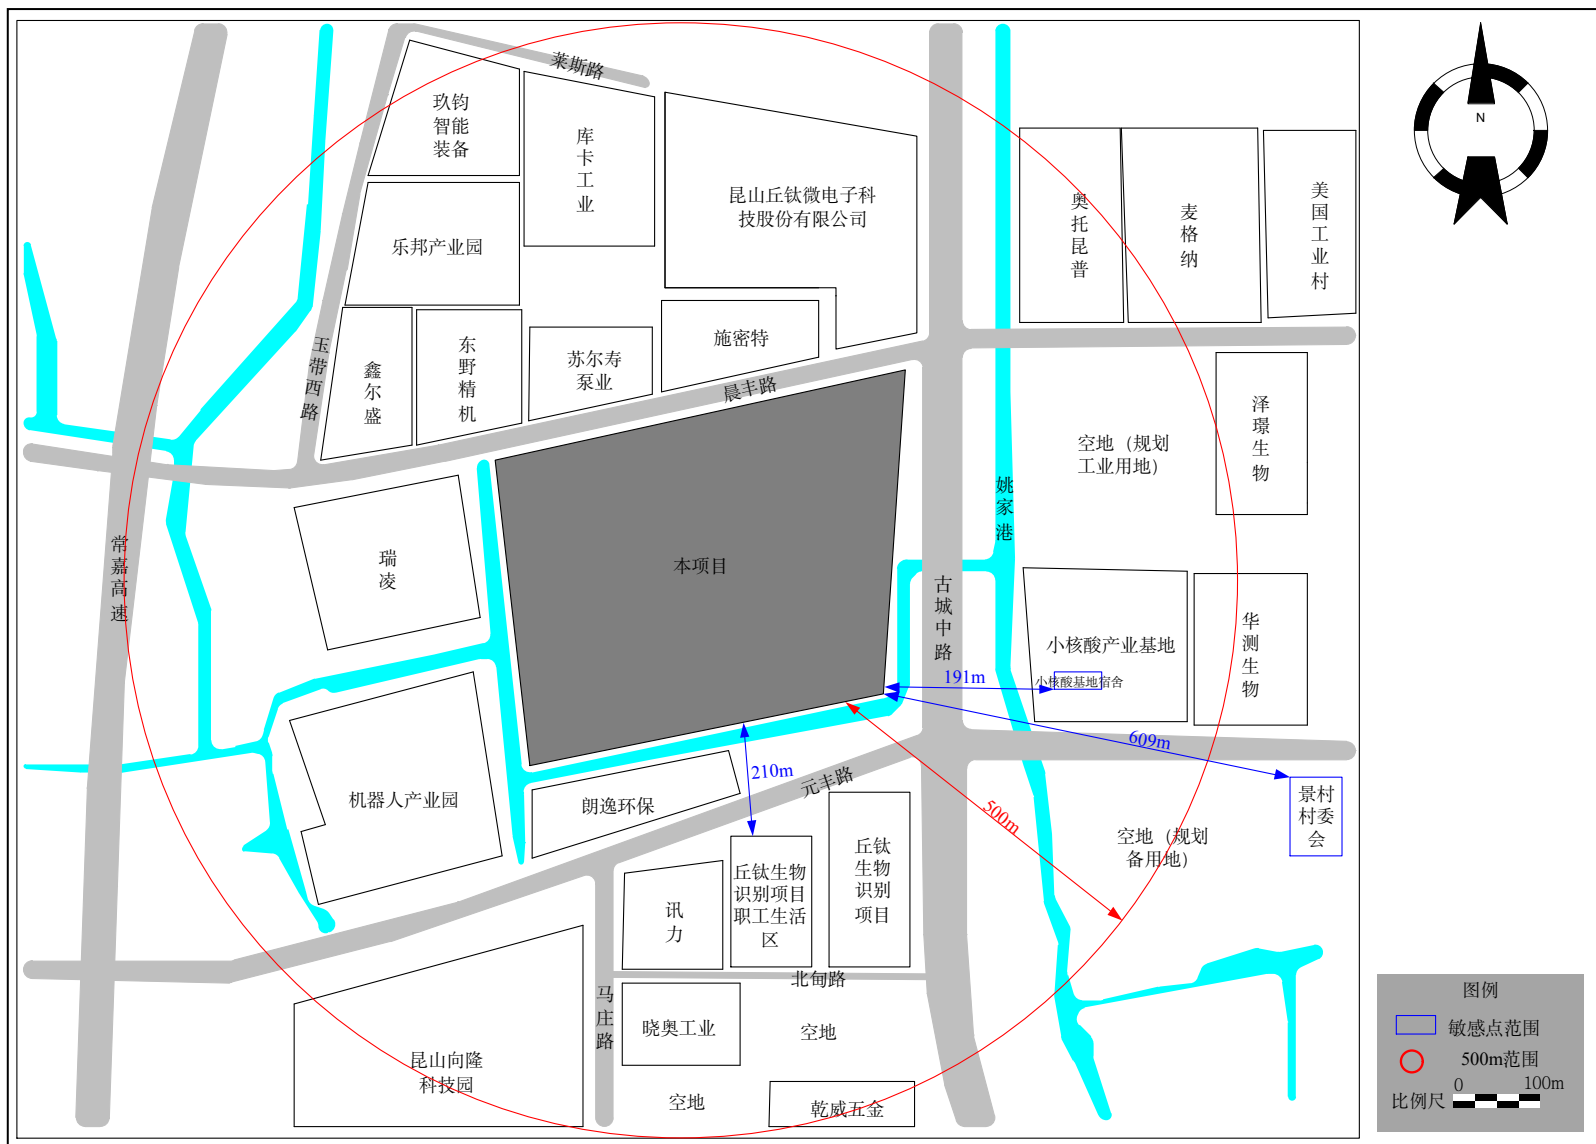 莱斯路
玖钧
智能
装备
库卡工业
昆山丘钛微电子科
技股份有限公司
奥托昆普
麦格纳
美国工业村
N
乐邦产业园
玉带西路
鑫尔盛
东野精机
苏尔寿
泵业
施密特
晨丰路
空地（规划
工业用地）
泽璟生物
姚家港
常嘉高速
瑞凌
本项目
古城中路
小核酸产业基地
小核酸基地宿舍
华测生物
191m
609m
210m
500m
元丰路
机器人产业园
朗逸环保
景村
村委
会
空地（规划
备用地）
讯力
丘钛生物
识别项目
职工生活
区
丘钛
生物
识别
项目
北甸路
马庄路
晓奥工业
空地
昆山向隆
科技园
空地
乾威五金
图例
敏感点范围
500m范围
0 100m
比例尺